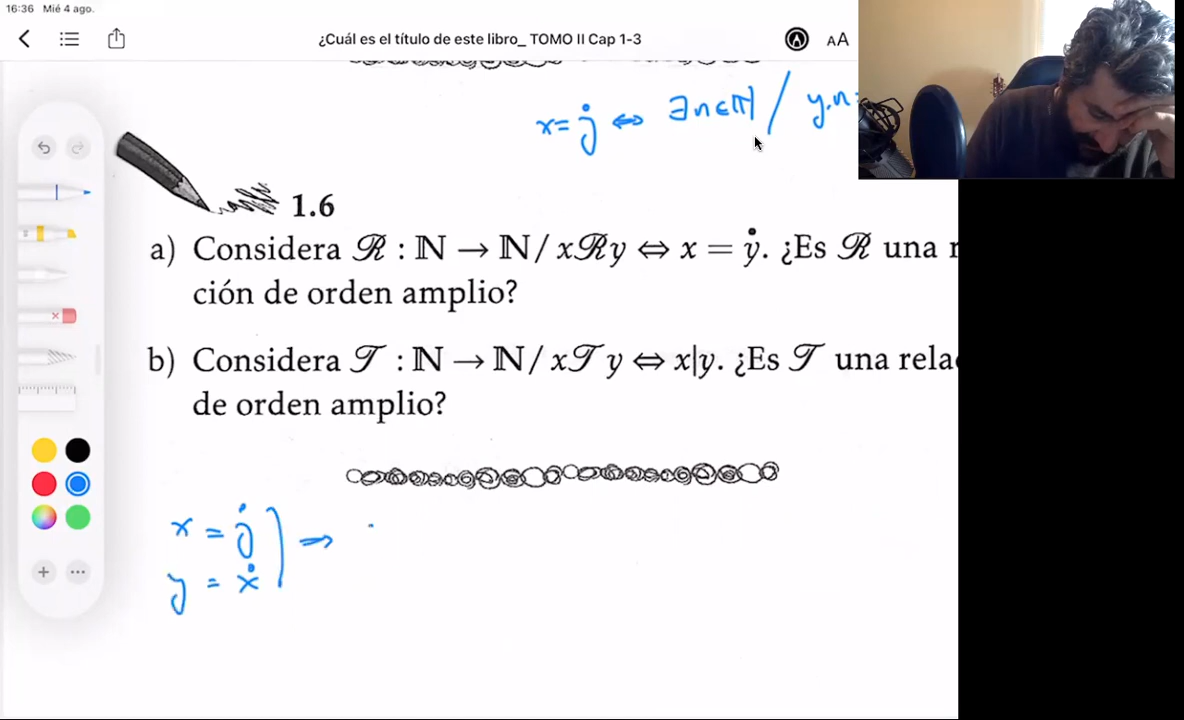 16:36 Mié 4 ago.
¿Cuál es el título de este libro_ TOMO II Cap 1-3
AA
x = ẏ ⇔ ∃ n ∈ ℕ / y.n
1.6
a) Considera ℛ : ℕ → ℕ / xℛy ⇔ x = ẏ. ¿Es ℛ una
ción de orden amplio?
b) Considera 𝒯 : ℕ → ℕ / x𝒯y ⇔ x|y. ¿Es 𝒯 una rela
de orden amplio?
x = ẏ
y = ẋ } ⇒